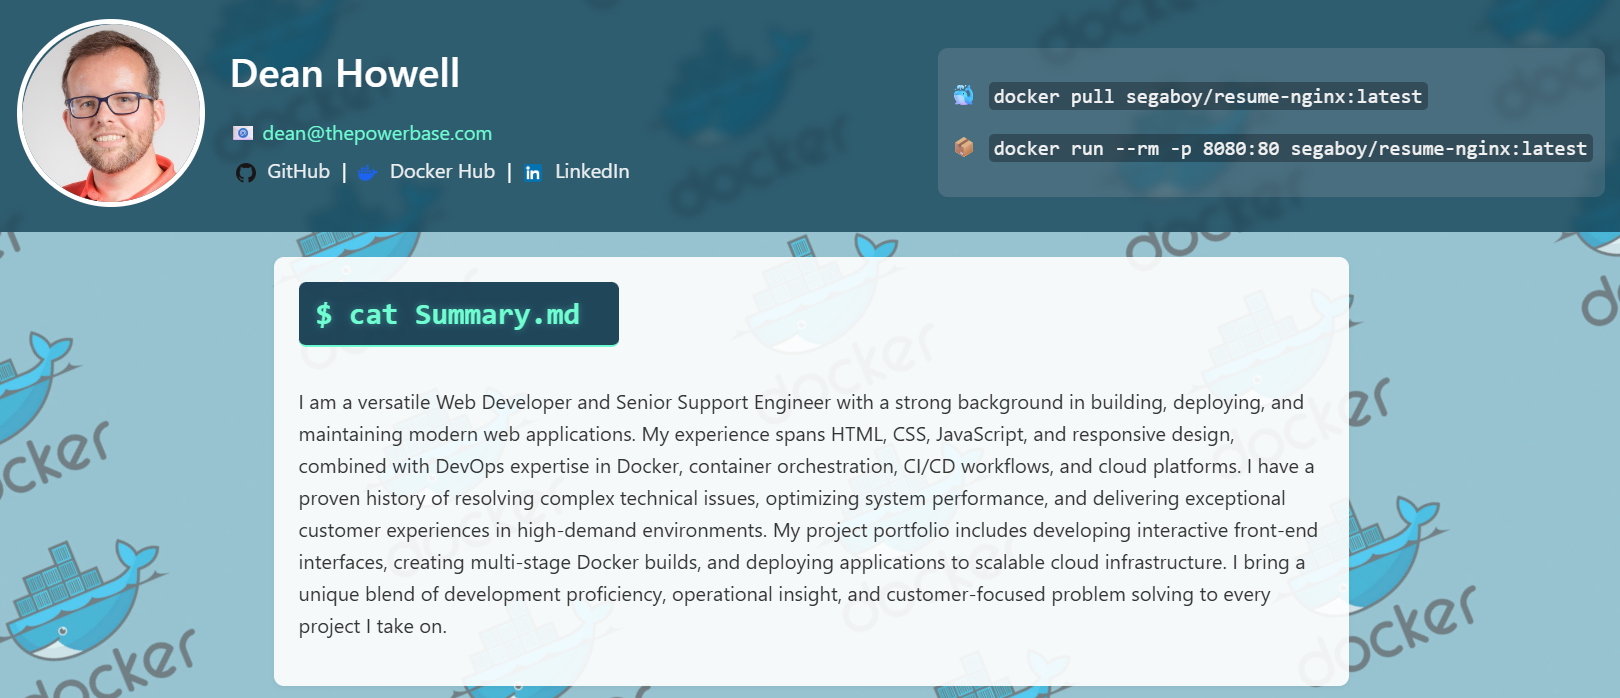 Dean Howell
dean@thepowerbase.com
GitHub | Docker Hub | LinkedIn
docker pull segaboy/resume-nginx:latest
docker run --rm -p 8080:80 segaboy/resume-nginx:latest
$ cat Summary.md
I am a versatile Web Developer and Senior Support Engineer with a strong background in building, deploying, and
maintaining modern web applications. My experience spans HTML, CSS, JavaScript, and responsive design,
combined with DevOps expertise in Docker, container orchestration, CI/CD workflows, and cloud platforms. I have a
proven history of resolving complex technical issues, optimizing system performance, and delivering exceptional
customer experiences in high-demand environments. My project portfolio includes developing interactive front-end
interfaces, creating multi-stage Docker builds, and deploying applications to scalable cloud infrastructure. I bring a
unique blend of development proficiency, operational insight, and customer-focused problem solving to every
project I take on.
docker
docker
docker
docker
docker